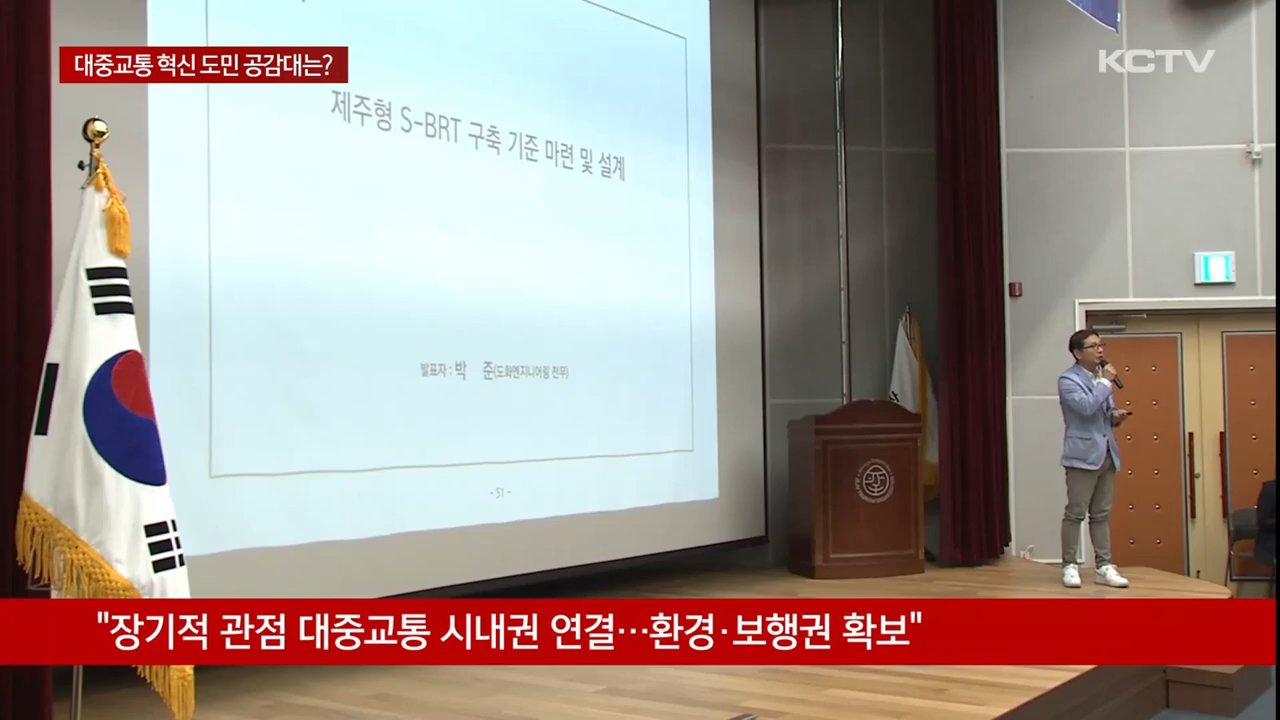 대중교통 혁신 도민 공감대는?
KCTV
제주형 S-BRT 구축 기준 마련 및 설계
발표자 : 박 준(도화엔지니어링 전무)
- 51 -
"장기적 관점 대중교통 시내권 연결…환경·보행권 확보"